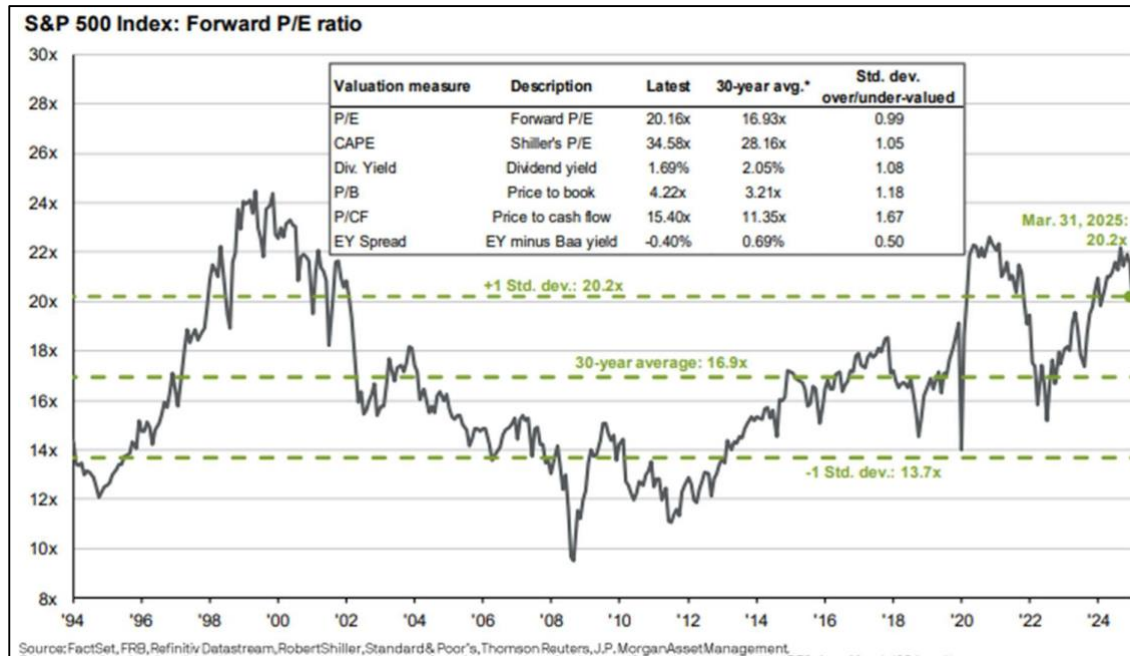 S&P 500 Index: Forward P/E ratio
30x
28x
26x
24x
22x
20x
18x
16x
14x
12x
10x
8x
Valuation measure Description Latest 30-year avg.* Std. dev. over/under-valued
P/E Forward P/E 20.16x 16.93x 0.99
CAPE Shiller's P/E 34.58x 28.16x 1.05
Div. Yield Dividend yield 1.69% 2.05% 1.08
P/B Price to book 4.22x 3.21x 1.18
P/CF Price to cash flow 15.40x 11.35x 1.67
EY Spread EY minus Baa yield -0.40% 0.69% 0.50
Mar. 31, 2025:
20.2x
+1 Std. dev.: 20.2x
30-year average: 16.9x
-1 Std. dev.: 13.7x
'94 '96 '98 '00 '02 '04 '06 '08 '10 '12 '14 '16 '18 '20 '22 '24
Source: FactSet, FRB, Refinitiv Datastream, Robert Shiller, Standard & Poor's, Thomson Reuters, J.P. Morgan Asset Management.